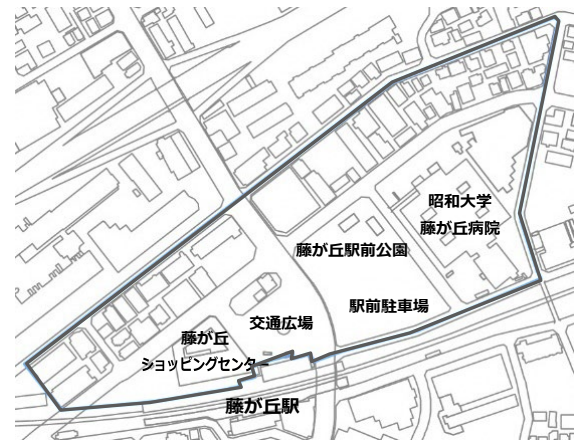 昭和大学
藤が丘病院
藤が丘駅前公園
駅前駐車場
交通広場
藤が丘
ショッピングセンター
藤が丘駅